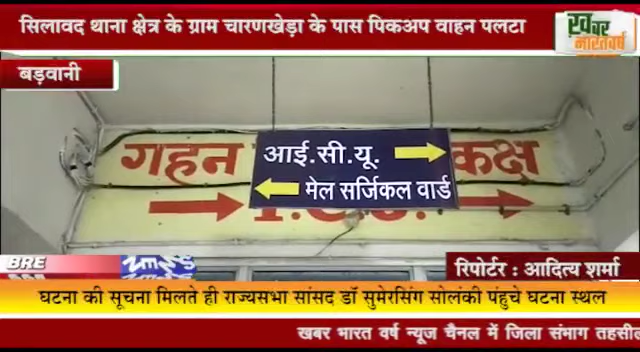 सिलावद थाना क्षेत्र के ग्राम चारणखेड़ा के पास पिकअप वाहन पलटा
खबर
भारतवर्ष
बड़वानी
गहन
कक्ष
आई.सी.यू.
मेल सर्जिकल वार्ड
I.C.U.
BRE
रिपोर्टर : आदित्य शर्मा
घटना की सूचना मिलते ही राज्यसभा सांसद डॉ सुमेरसिंग सोलंकी पंहुचे घटना स्थल
खबर भारत वर्ष न्यूज चैनल में जिला संभाग तहसील